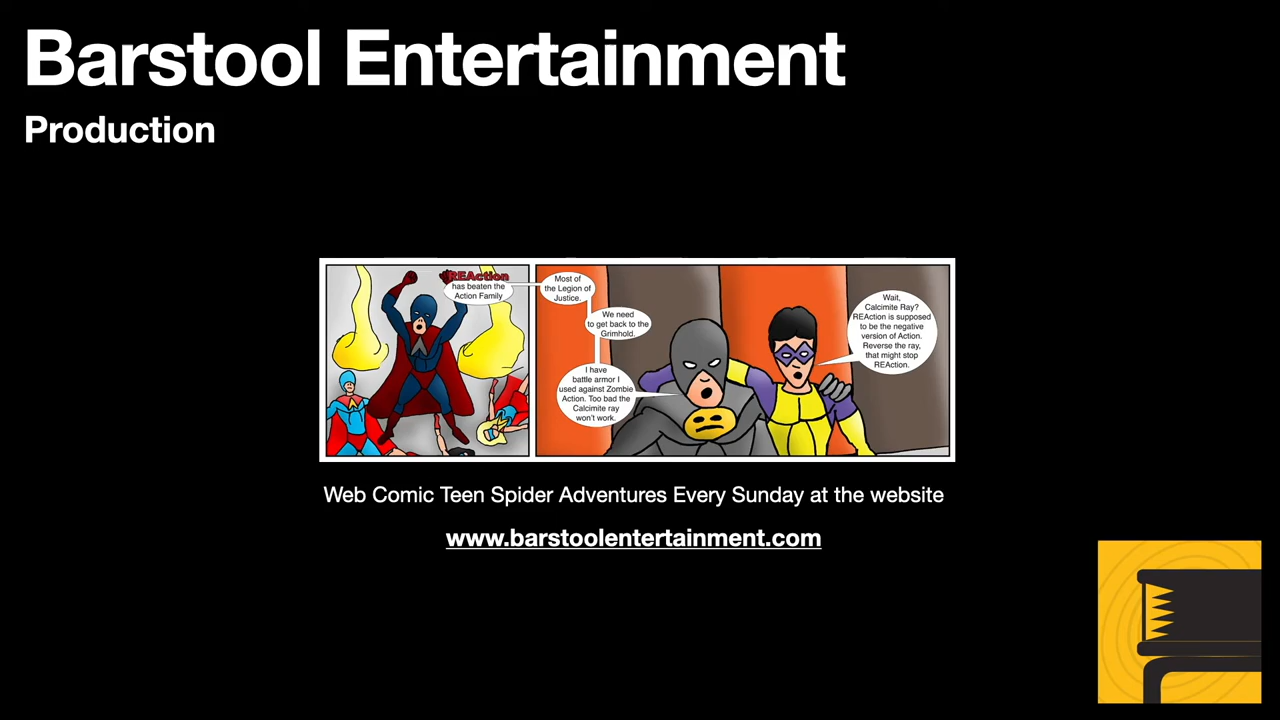 Barstool Entertainment
Production
REAction
has beaten the
Action Family
Most of
the Legion of
Justice.
We need
to get back to the
Grimhold.
I have
battle armor I
used against Zombie
Action. Too bad the
Calcimite ray
won't work.
Wait,
Calcimite Ray?
REAction is supposed
to be the negative
version of Action.
Reverse the ray,
that might stop
REAction.
Web Comic Teen Spider Adventures Every Sunday at the website
www.barstoolentertainment.com